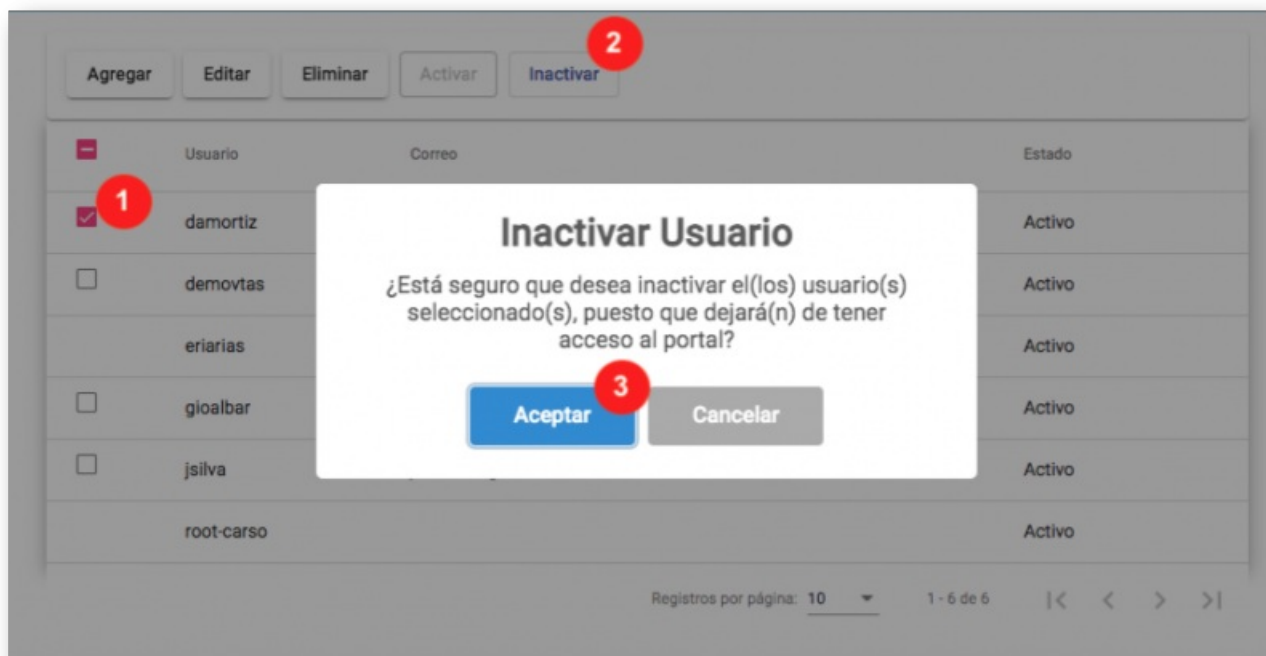 2
Agregar Editar Eliminar Activar Inactivar
Usuario Correo Estado
1
damortiz Activo
Inactivar Usuario
¿Está seguro que desea inactivar el(los) usuario(s)
seleccionado(s), puesto que dejará(n) de tener
acceso al portal?
3
Aceptar Cancelar
demovtas Activo
eriarias Activo
gioalbar Activo
jsilva Activo
root-carso Activo
Registros por página: 10 1 - 6 de 6